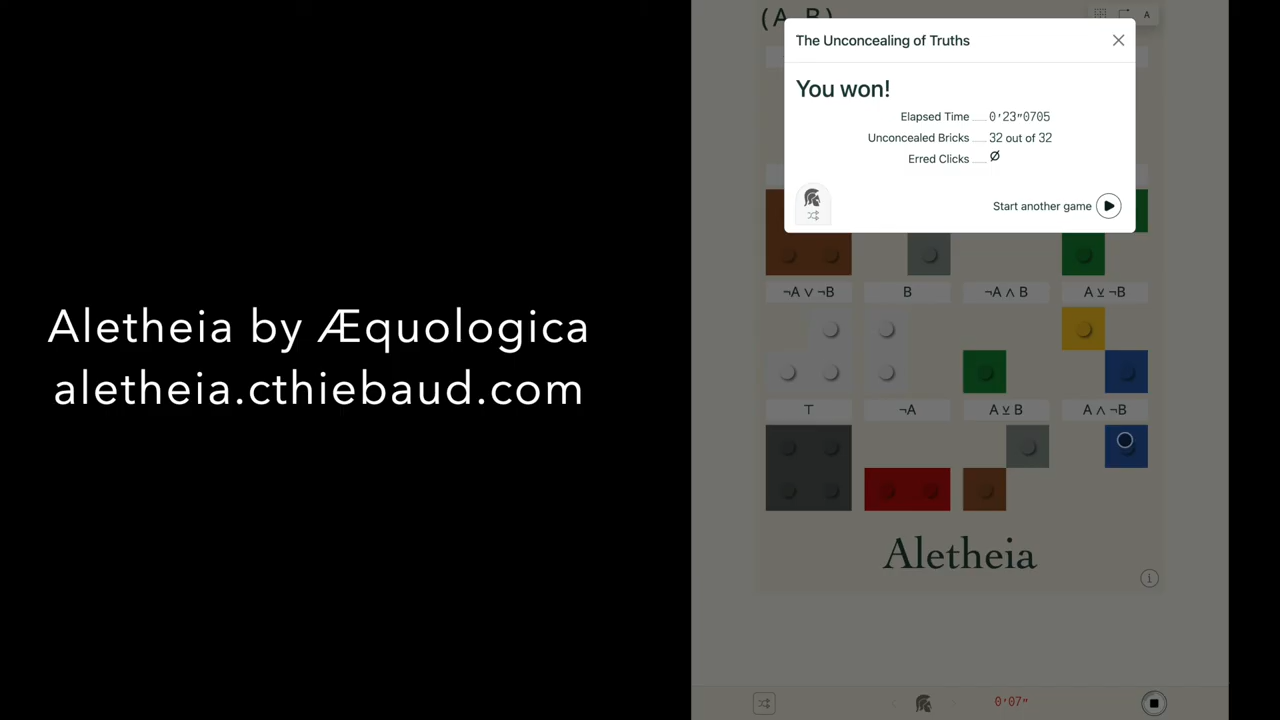 Aletheia by Æquologica
aletheia.cthiebaud.com
(A, B)
A
The Unconcealing of Truths
You won!
Elapsed Time 0′23″0705
Unconcealed Bricks 32 out of 32
Erred Clicks ∅
Start another game
¬A ∨ ¬B
B
¬A ∧ B
A ⊻ ¬B
⊤
¬A
A ⊻ B
A ∧ ¬B
Aletheia
i
0′07″